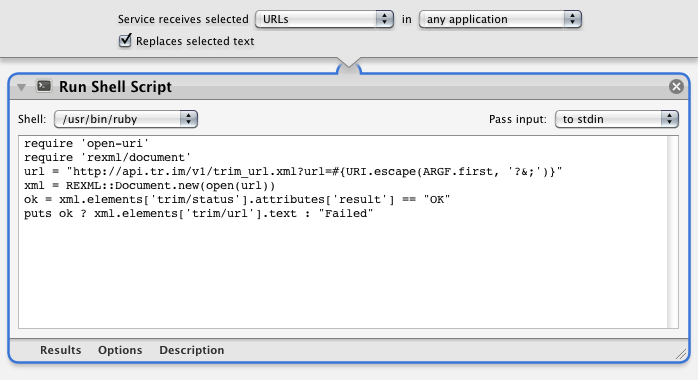 Service receives selected URLs in any application
Replaces selected text
Run Shell Script
Shell: /usr/bin/ruby Pass input: to stdin
require 'open-uri'
require 'rexml/document'
url = "http://api.tr.im/v1/trim_url.xml?url=#{URI.escape(ARGF.first, '?&;')}"
xml = REXML::Document.new(open(url))
ok = xml.elements['trim/status'].attributes['result'] == "OK"
puts ok ? xml.elements['trim/url'].text : "Failed"
Results Options Description